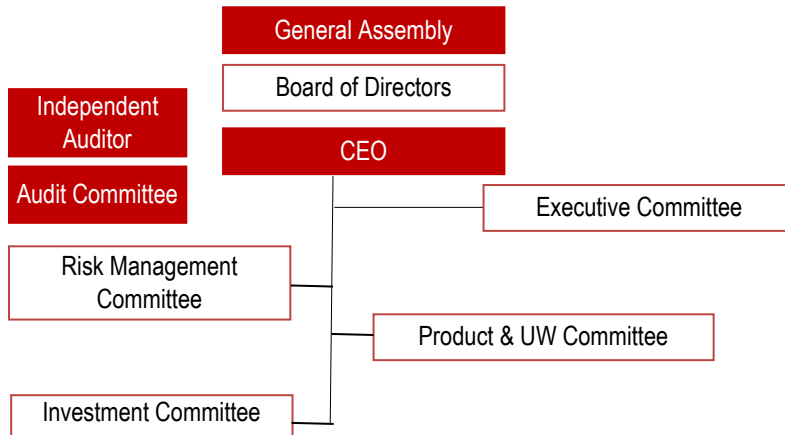 General Assembly
Board of Directors
Independent
Auditor
CEO
Audit Committee
Executive Committee
Risk Management
Committee
Product & UW Committee
Investment Committee